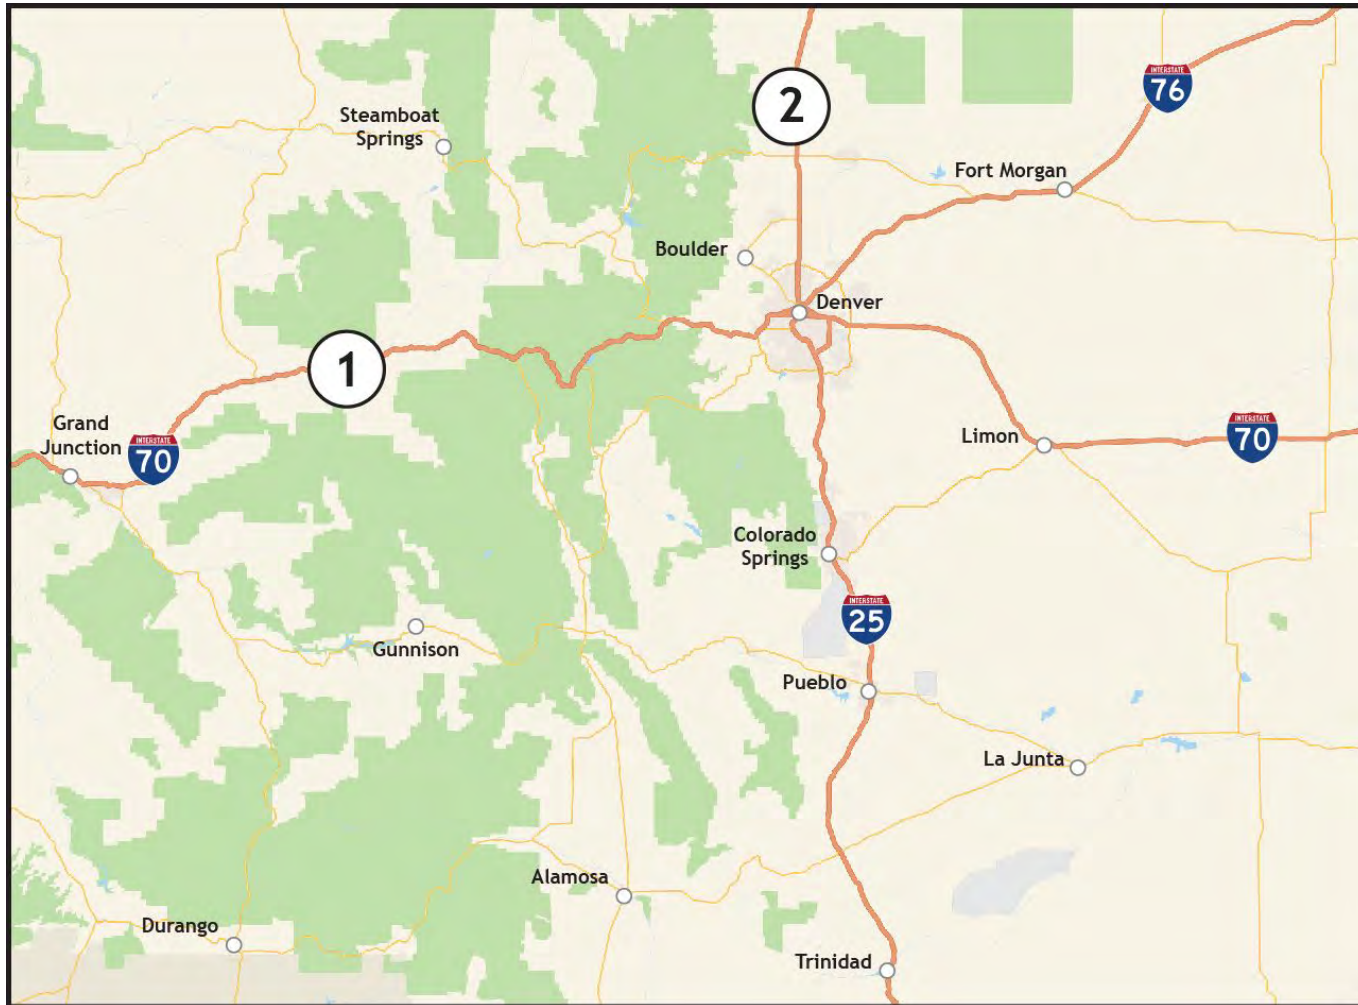 2
INTERSTATE
76
Steamboat
Springs
Fort Morgan
Boulder
Denver
1
Grand
Junction
INTERSTATE
70
Limon
INTERSTATE
70
Colorado
Springs
INTERSTATE
25
Gunnison
Pueblo
La Junta
Alamosa
Durango
Trinidad